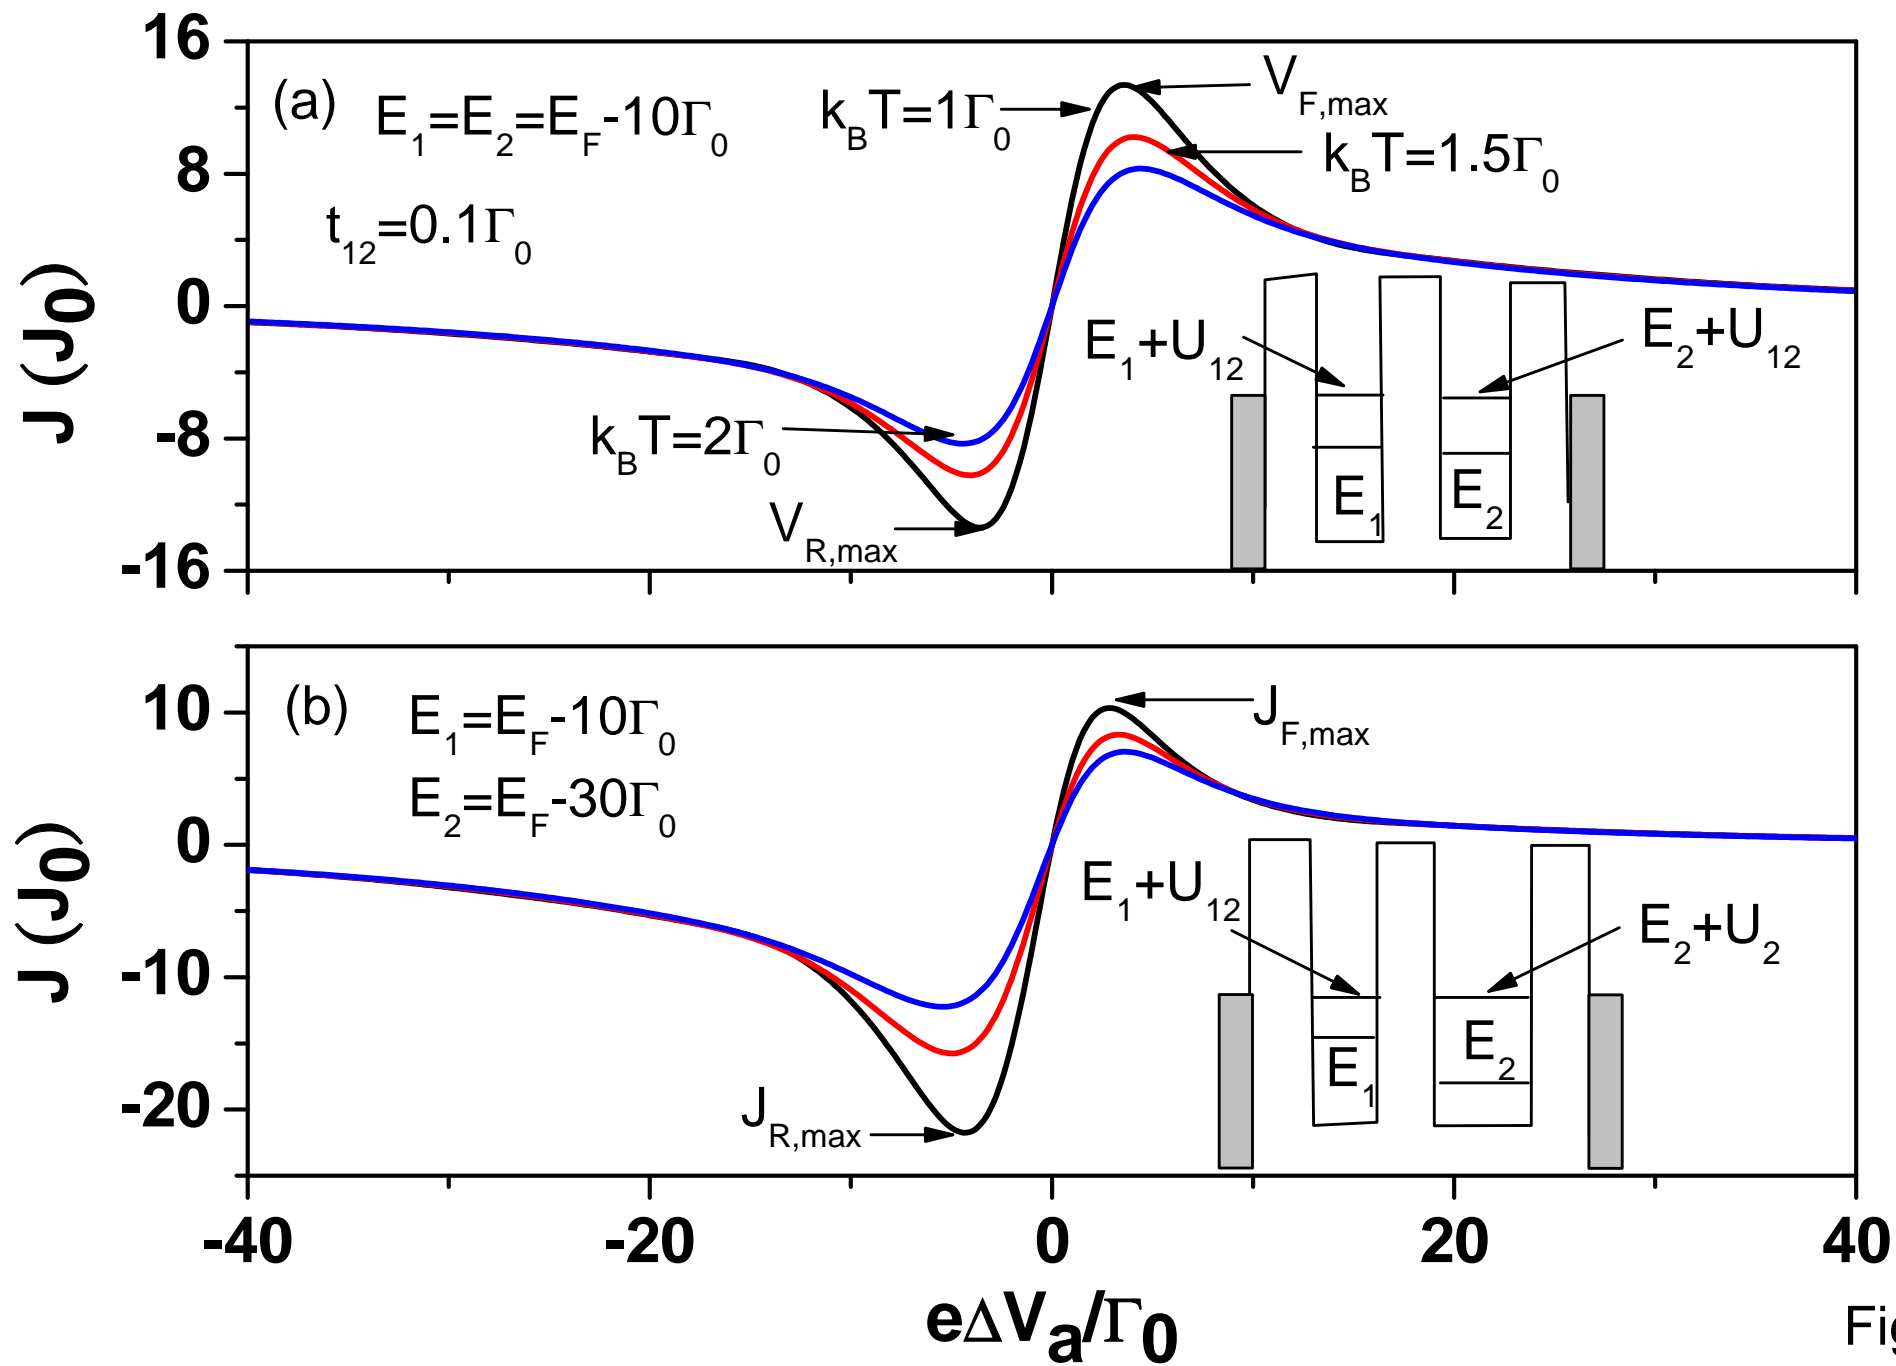 16
8
0
-8
-16
J (J0)
(a)
E1=E2=EF-10Γ0
t12=0.1Γ0
kBT=1Γ0
VF,max
kBT=1.5Γ0
kBT=2Γ0
VR,max
E1+U12
E2+U12
E1
E2
10
0
-10
-20
J (J0)
(b)
E1=EF-10Γ0
E2=EF-30Γ0
JF,max
JR,max
E1+U12
E2+U2
E1
E2
-40
-20
0
20
40
eΔVa/Γ0